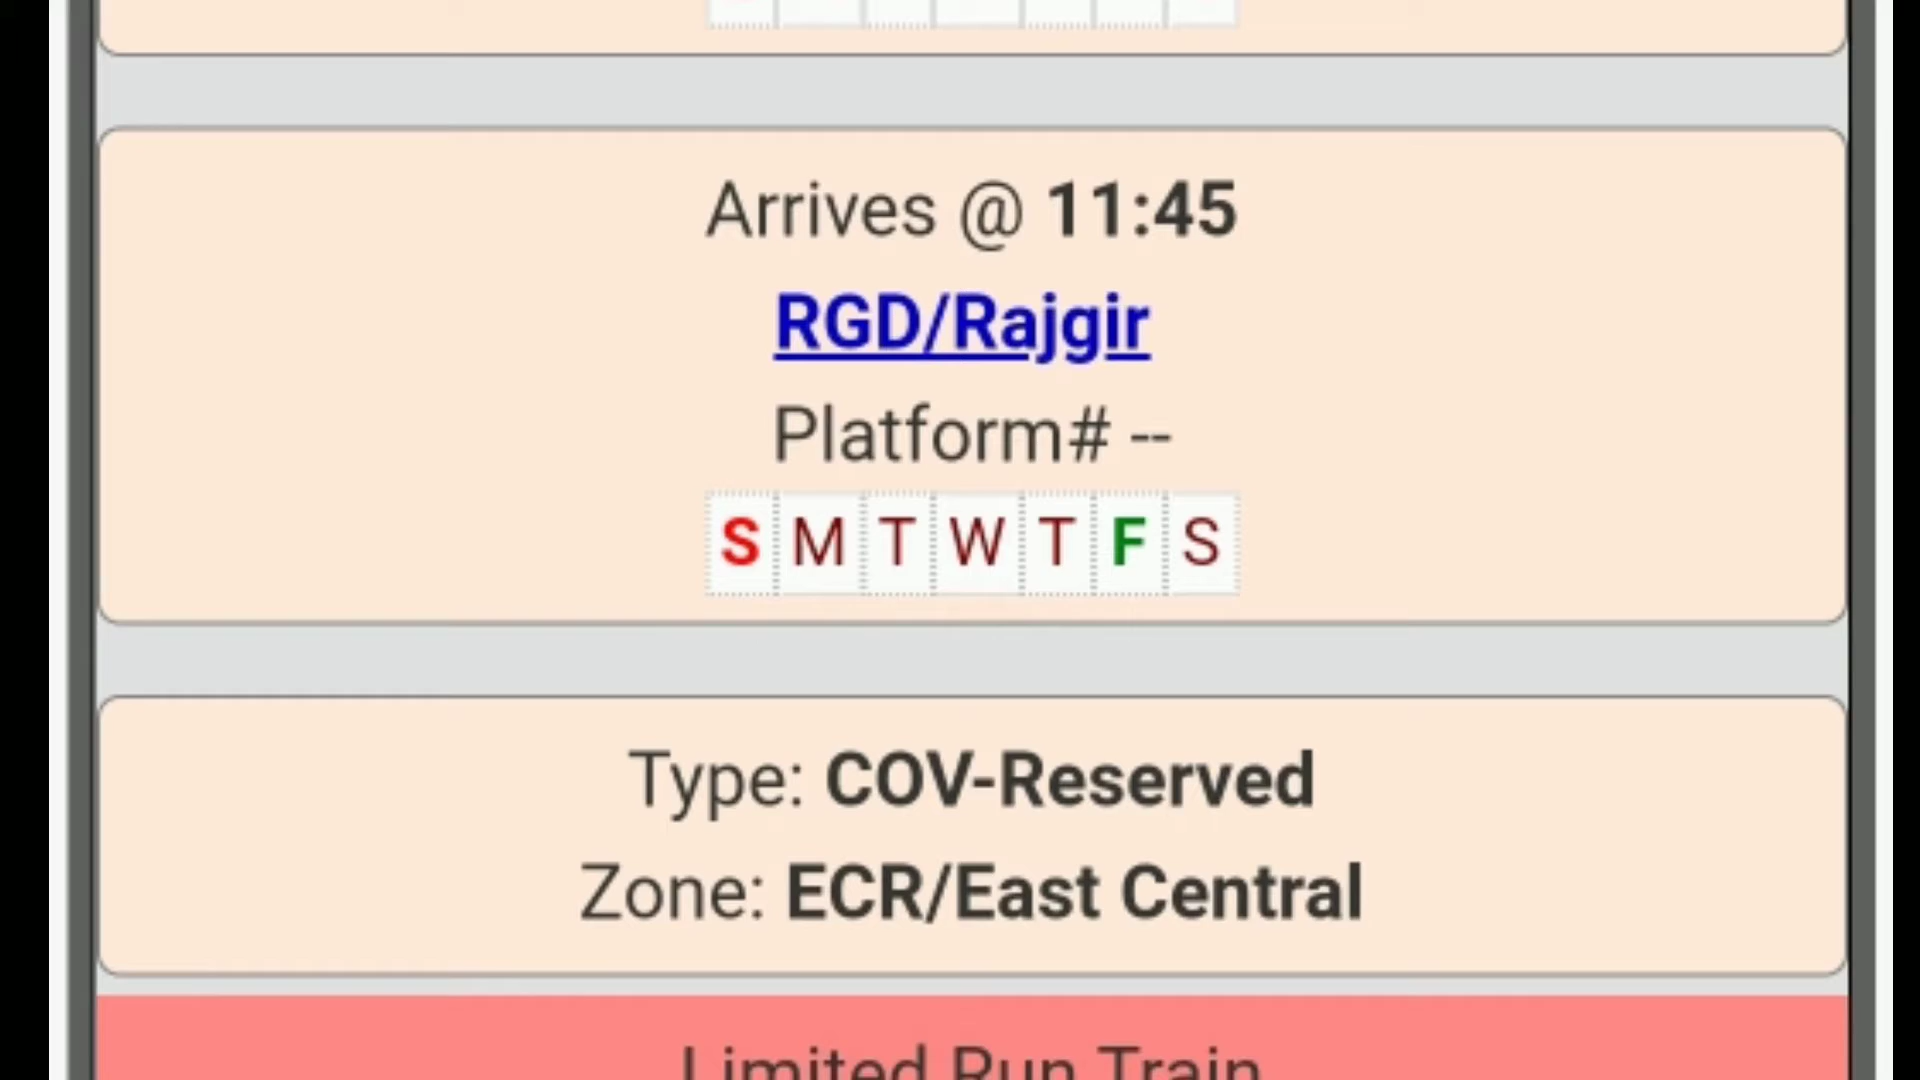 Arrives @ 11:45
RGD/Rajgir
Platform# --
S M T W T F S
Type: COV-Reserved
Zone: ECR/East Central
Limited Run Train